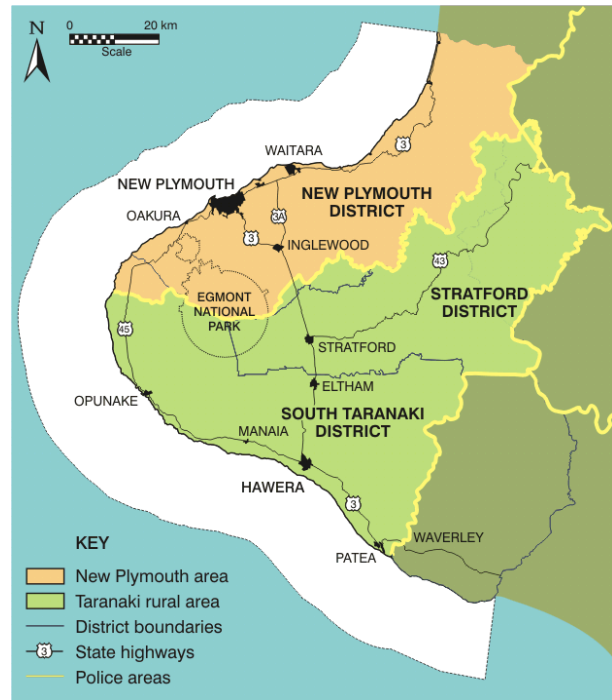 N
0
20 km
Scale
3
WAITARA
NEW PLYMOUTH
NEW PLYMOUTH
DISTRICT
OAKURA
3A
3
INGLEWOOD
43
EGMONT
NATIONAL
PARK
STRATFORD
DISTRICT
45
STRATFORD
ELTHAM
OPUNAKE
SOUTH TARANAKI
DISTRICT
MANAIA
HAWERA
3
WAVERLEY
PATEA
KEY
New Plymouth area
Taranaki rural area
District boundaries
3 State highways
Police areas